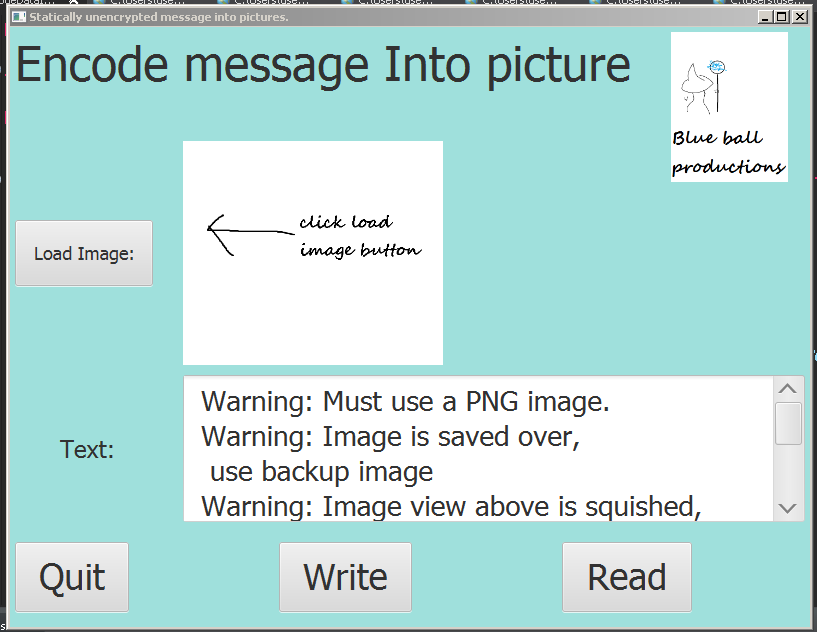 Statically unencrypted message into pictures.
Encode message Into picture
Blue ball
productions
click load
image button
Load Image:
Text:
Warning: Must use a PNG image.
Warning: Image is saved over,
use backup image
Warning: Image view above is squished,
Quit
Write
Read